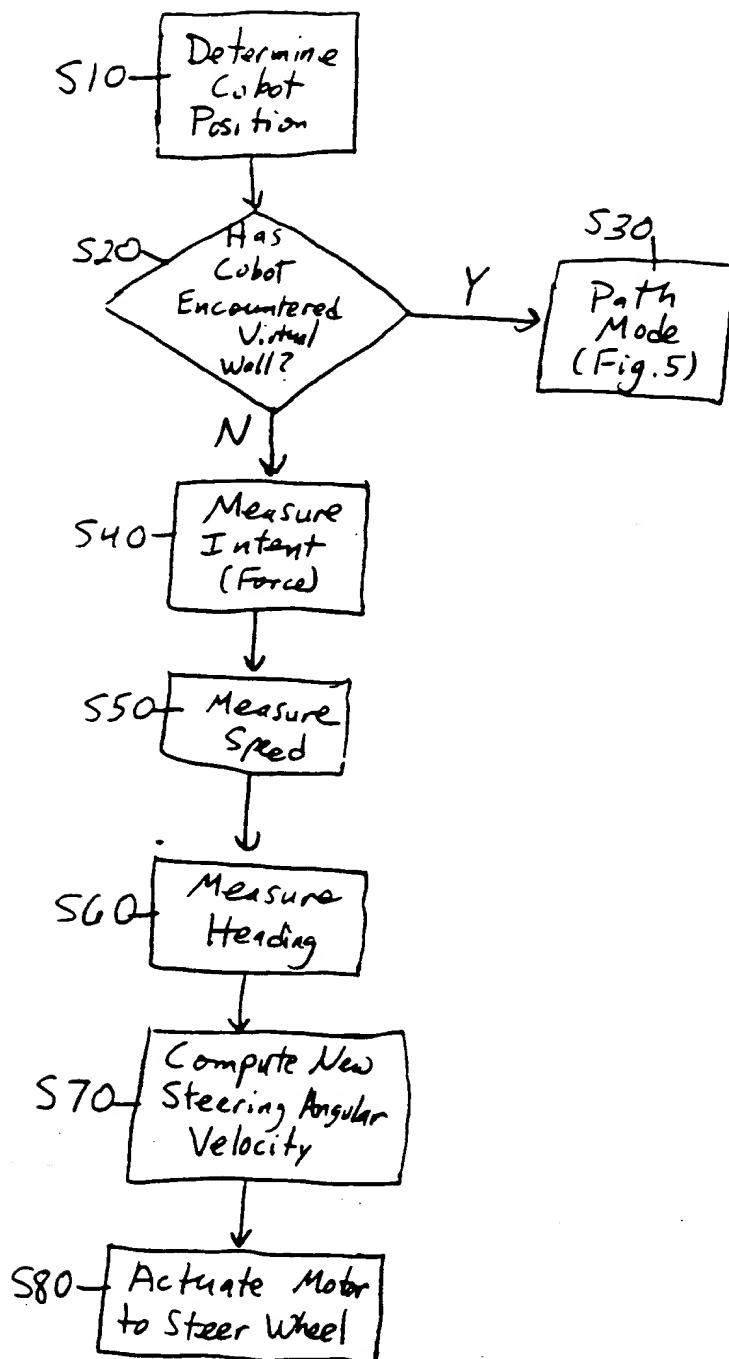 S10
Determine
Cobot
Position
S20
Has
Cobot
Encountered
Virtual
Wall?
Y
S30
Path
Mode
(Fig.5)
N
S40
Measure
Intent
(Force)
S50
Measure
Speed
S60
Measure
Heading
S70
Compute New
Steering Angular
Velocity
S80
Actuate Motor
to Steer Wheel